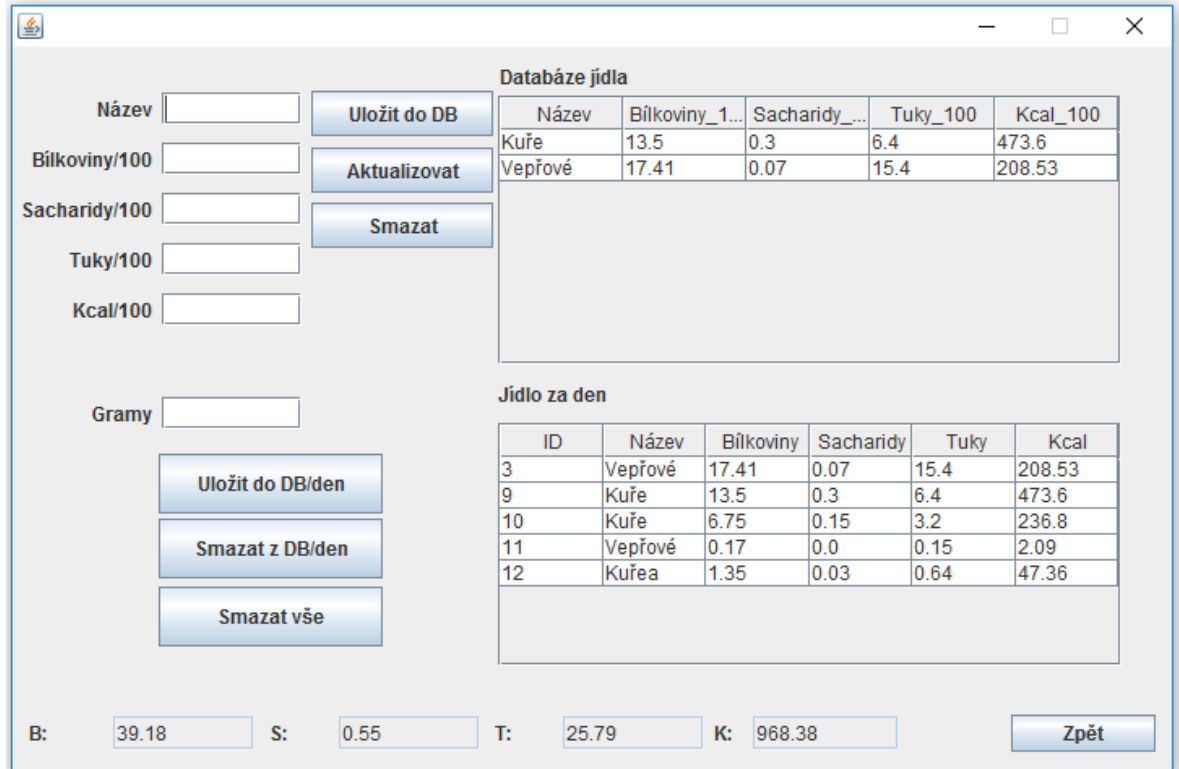 Databáze jídla
Název
Uložit do DB
Bílkoviny/100
Aktualizovat
Sacharidy/100
Smazat
Tuky/100
Kcal/100
Název Bílkoviny_1... Sacharidy_... Tuky_100 Kcal_100
Kuře 13.5 0.3 6.4 473.6
Vepřové 17.41 0.07 15.4 208.53
Gramy
Uložit do DB/den
Smazat z DB/den
Smazat vše
Jídlo za den
ID Název Bílkoviny Sacharidy Tuky Kcal
3 Vepřové 17.41 0.07 15.4 208.53
9 Kuře 13.5 0.3 6.4 473.6
10 Kuře 6.75 0.15 3.2 236.8
11 Vepřové 0.17 0.0 0.15 2.09
12 Kuřea 1.35 0.03 0.64 47.36
B: 39.18 S: 0.55 T: 25.79 K: 968.38 Zpět